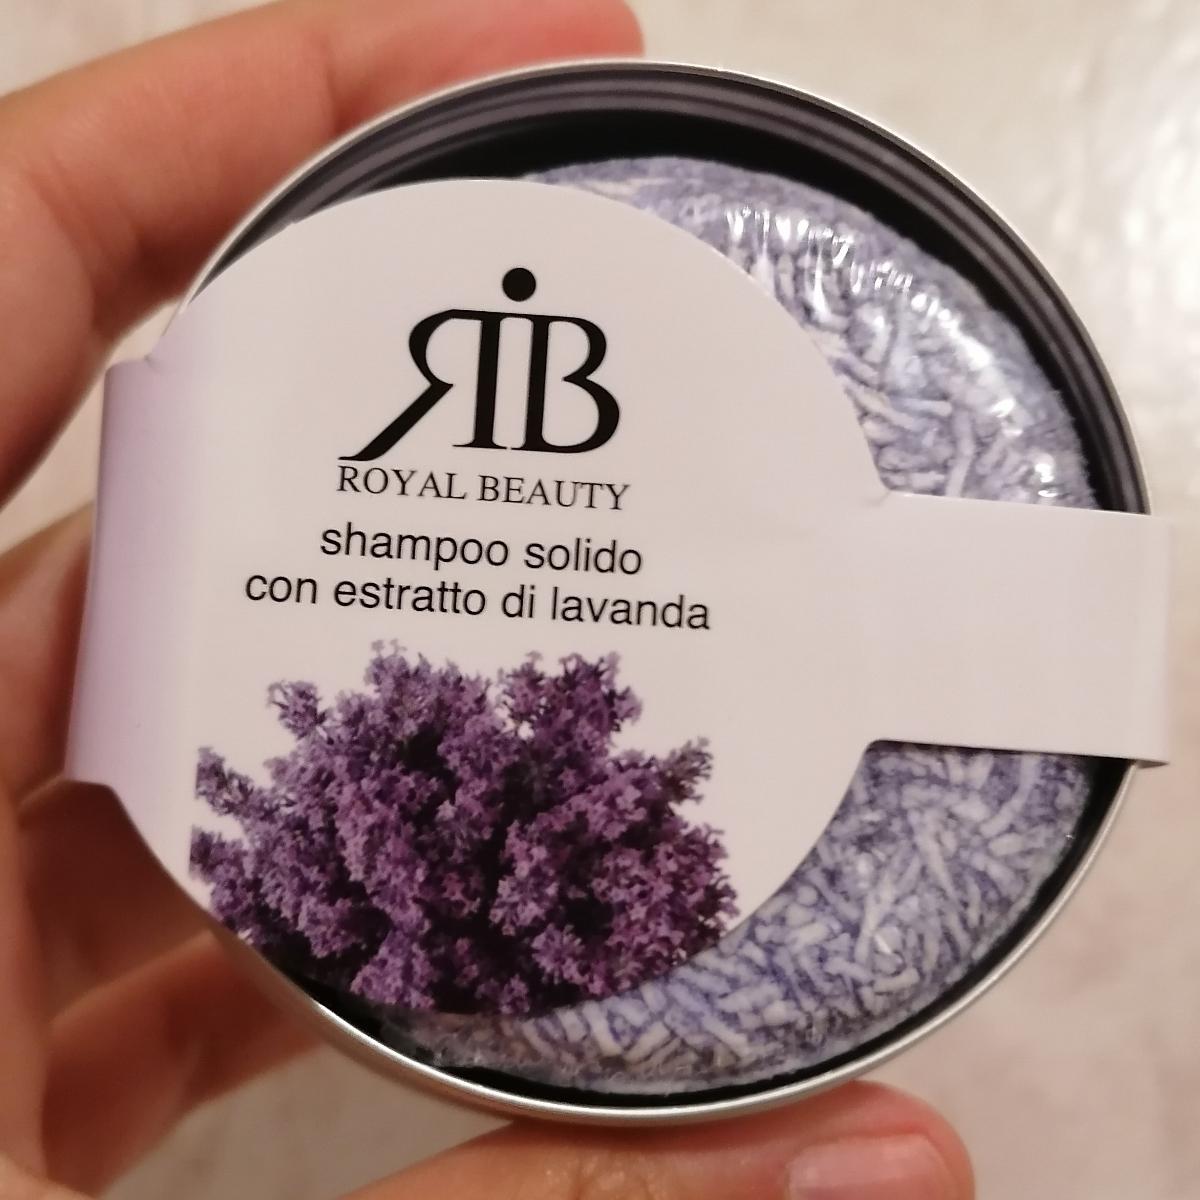 RB
ROYAL BEAUTY
shampoo solido
con estratto di lavanda